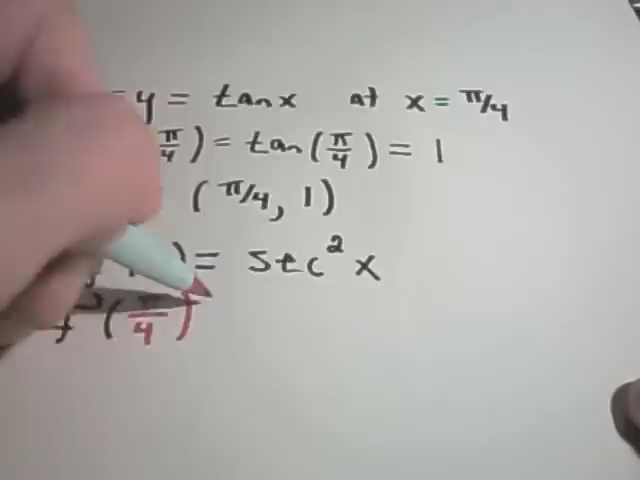 = y = tan x at x = π/4
π/4) = tan(π/4) = 1
(π/4, 1)
) = sec² x
f (π/4)